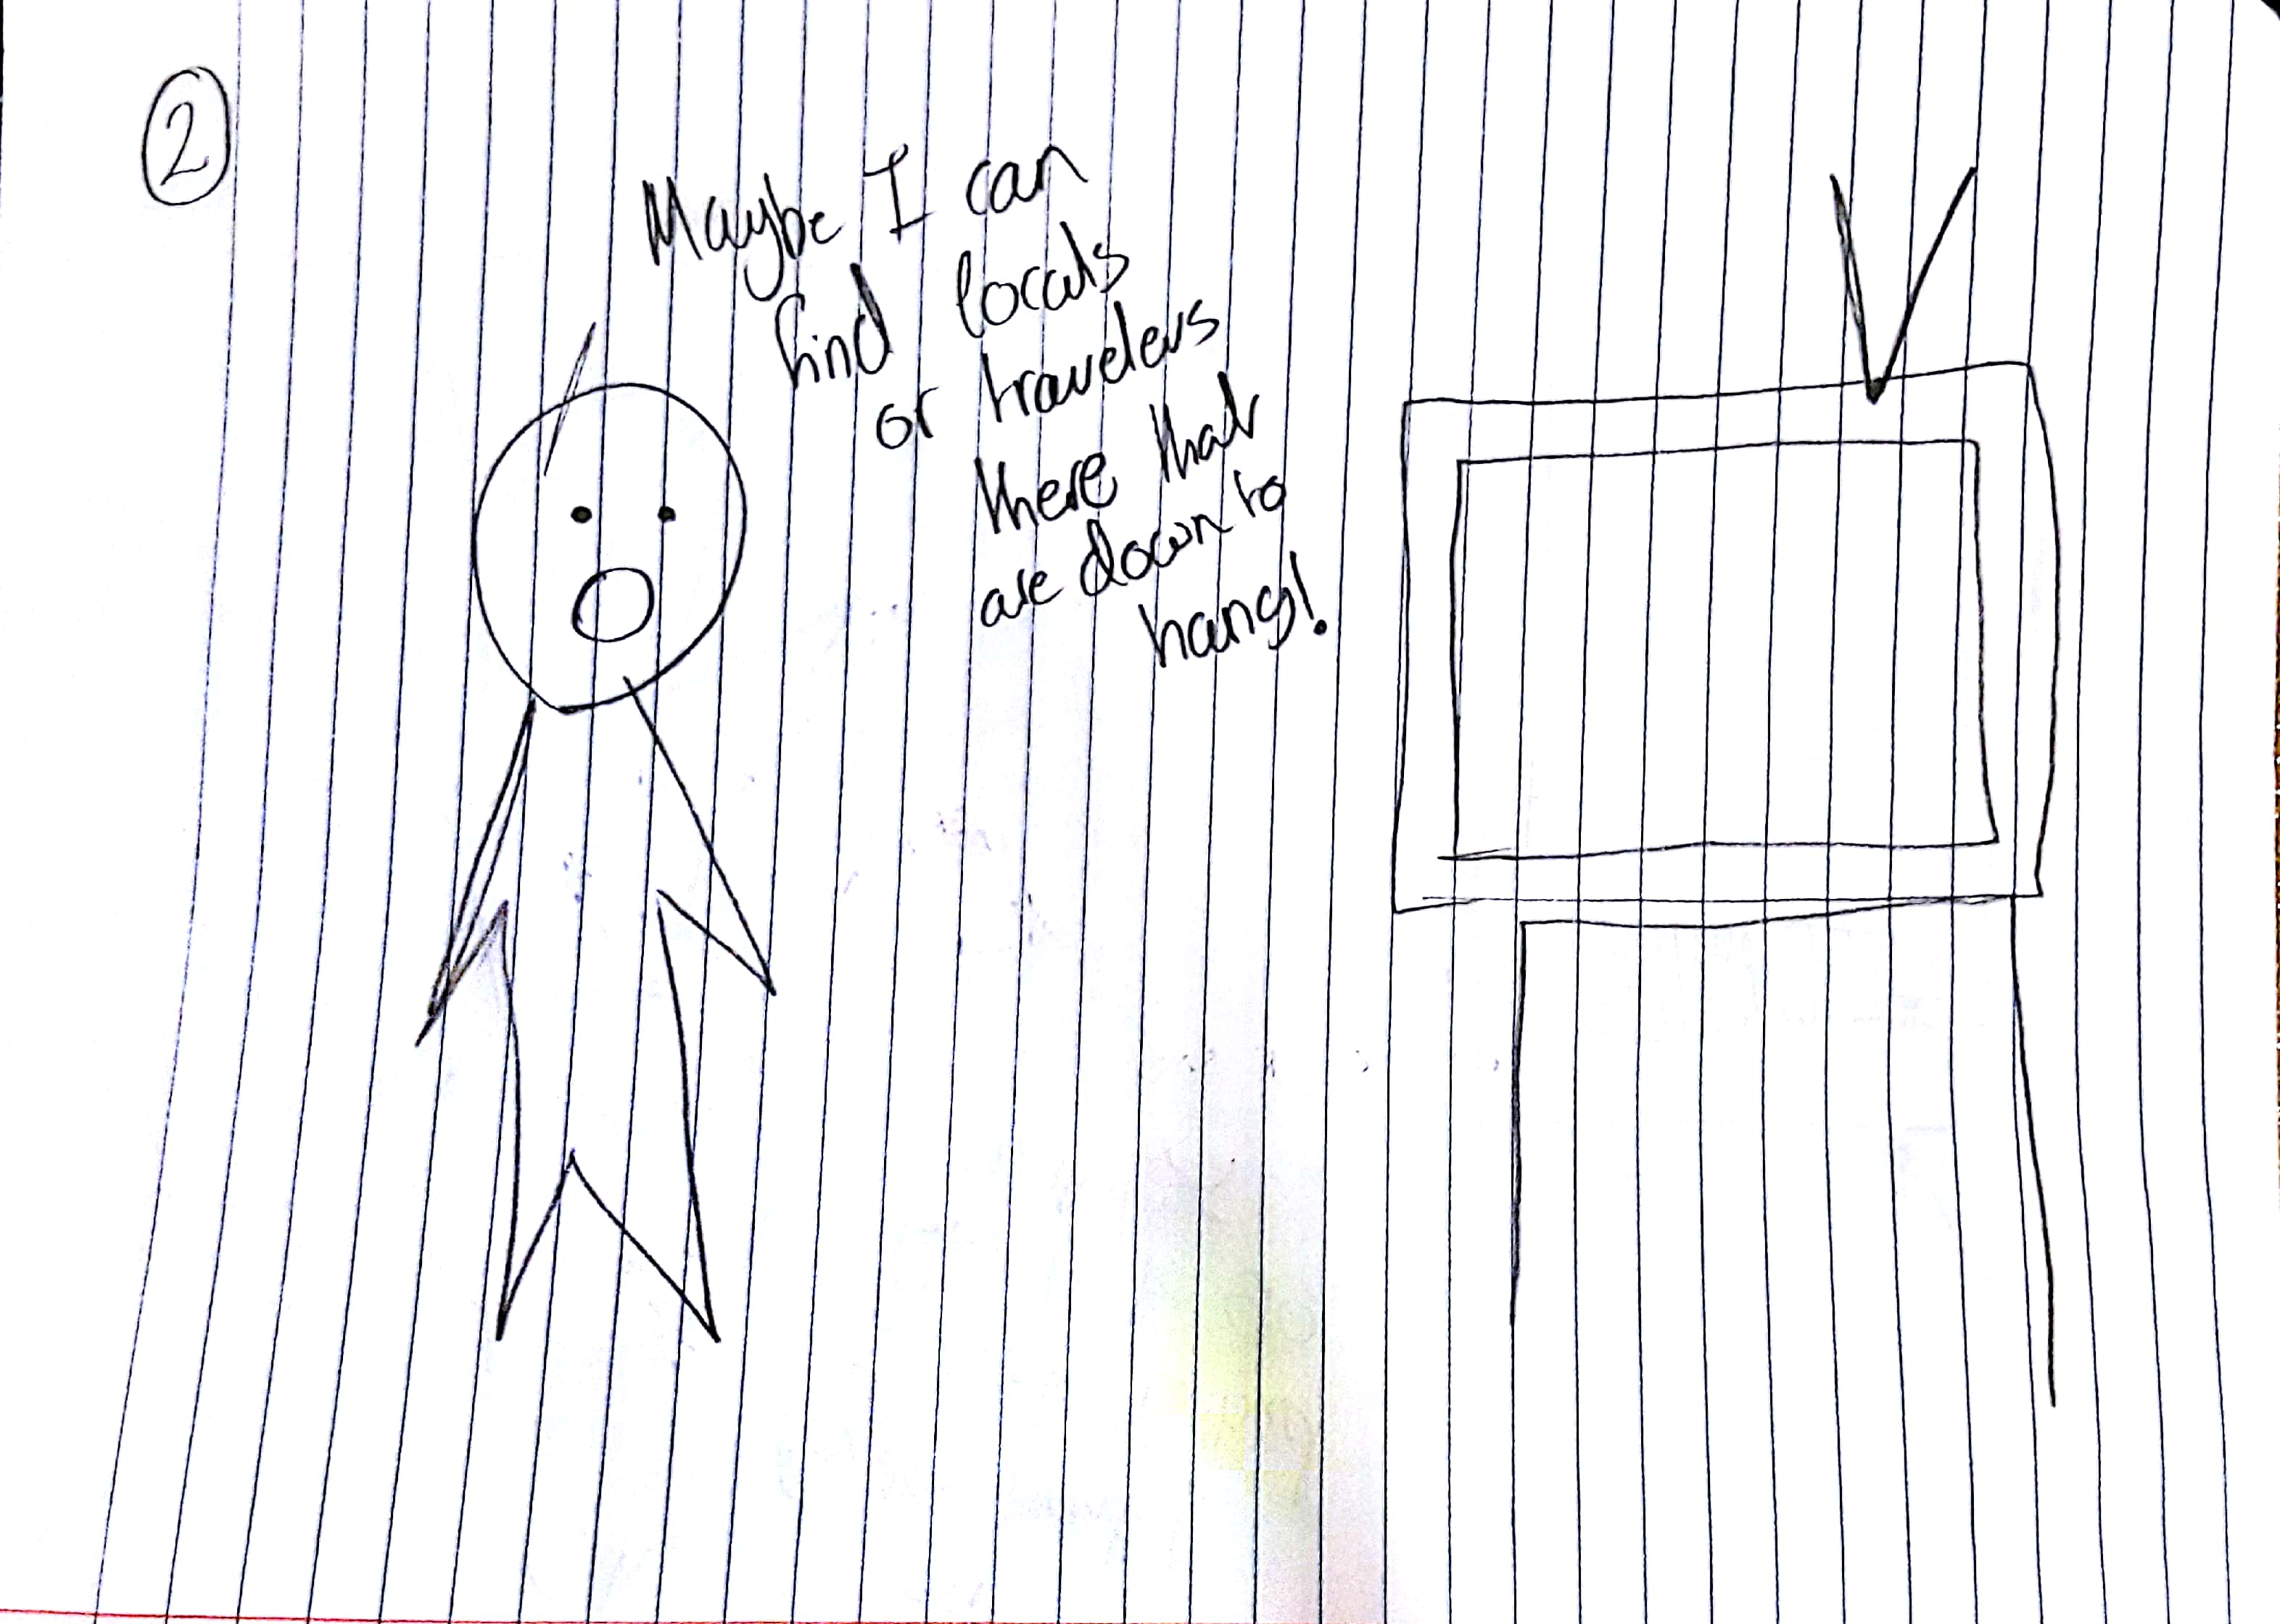 2
Maybe I can
find locals
or travelers
there that
are down to
hang!